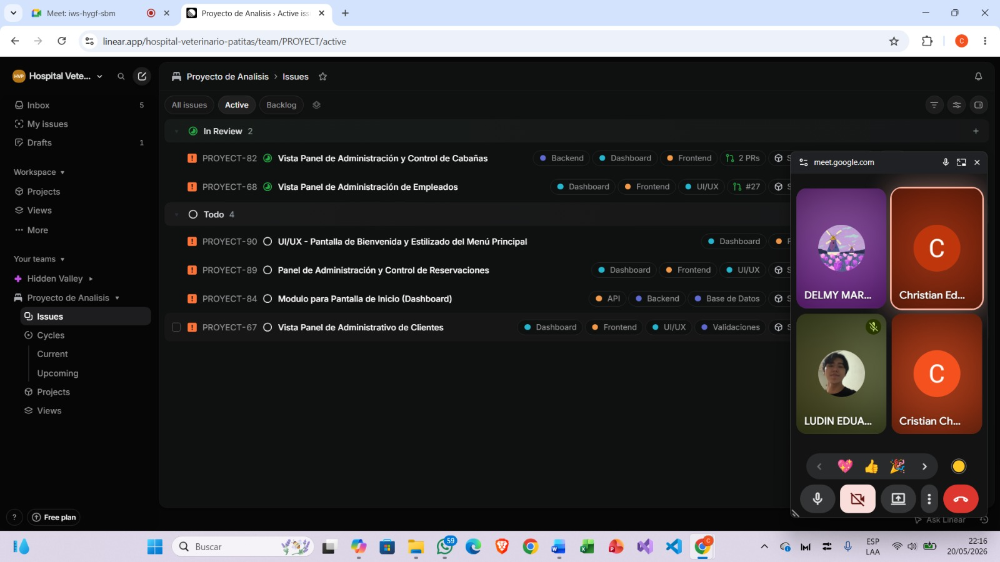 Meet: iws-hygf-sbm
Proyecto de Analisis › Active iss
linear.app/hospital-veterinario-patitas/team/PROYECT/active
C
HVP
Hospital Vete...
Proyecto de Analisis › Issues
Inbox 5
My issues
Drafts 1
Workspace
Projects
Views
More
Your teams
Hidden Valley
Proyecto de Analisis
Issues
Cycles
Current
Upcoming
Projects
Views
?
Free plan
All issues Active Backlog
In Review 2
PROYECT-82 Vista Panel de Administración y Control de Cabañas Backend Dashboard Frontend 2 PRs S
PROYECT-68 Vista Panel de Administración de Empleados Dashboard Frontend UI/UX #27 S
Todo 4
PROYECT-90 UI/UX - Pantalla de Bienvenida y Estilizado del Menú Principal Dashboard F
PROYECT-89 Panel de Administración y Control de Reservaciones Dashboard Frontend UI/UX S
PROYECT-84 Modulo para Pantalla de Inicio (Dashboard) API Backend Base de Datos S
PROYECT-67 Vista Panel de Administrativo de Clientes Dashboard Frontend UI/UX Validaciones S
meet.google.com
DELMY MAR...
C
Christian Ed...
LUDIN EDUA...
C
Cristian Ch...
Ask Linear
Buscar
59
C
ESP
LAA
22:16
20/05/2026